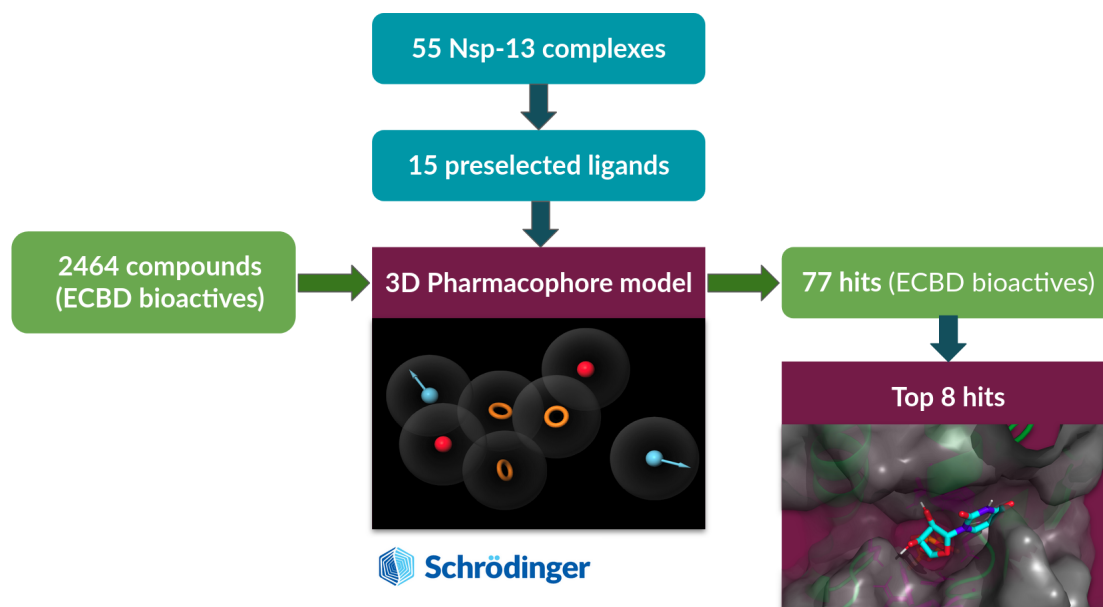 55 Nsp-13 complexes
15 preselected ligands
2464 compounds
(ECBD bioactives)
3D Pharmacophore model
77 hits (ECBD bioactives)
Top 8 hits
Schrödinger